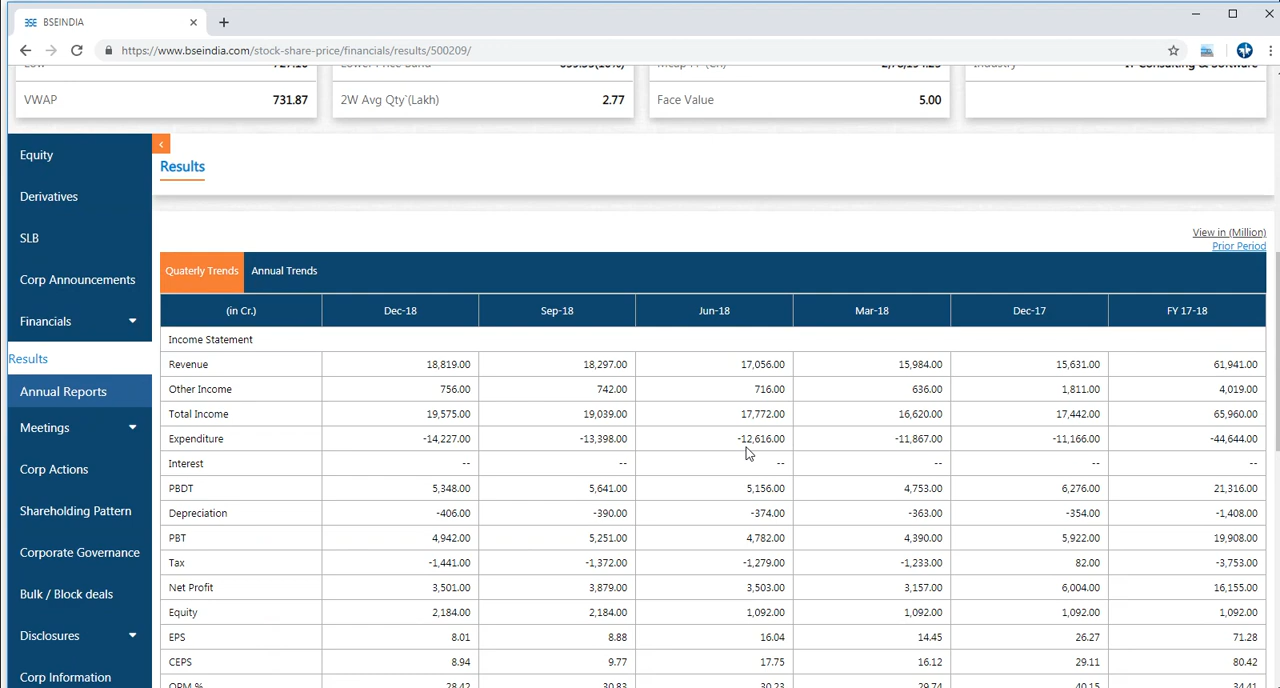 BSEINDIA
https://www.bseindia.com/stock-share-price/financials/results/500209/
VWAP 731.87 2W Avg Qty`(Lakh) 2.77 Face Value 5.00
Equity
Derivatives
SLB
Corp Announcements
Financials
Results
Annual Reports
Meetings
Corp Actions
Shareholding Pattern
Corporate Governance
Bulk / Block deals
Disclosures
Corp Information
Results
View in (Million)
Prior Period
Quaterly Trends Annual Trends
(in Cr.) Dec-18 Sep-18 Jun-18 Mar-18 Dec-17 FY 17-18
Income Statement
Revenue 18,819.00 18,297.00 17,056.00 15,984.00 15,631.00 61,941.00
Other Income 756.00 742.00 716.00 636.00 1,811.00 4,019.00
Total Income 19,575.00 19,039.00 17,772.00 16,620.00 17,442.00 65,960.00
Expenditure -14,227.00 -13,398.00 -12,616.00 -11,867.00 -11,166.00 -44,644.00
Interest -- -- -- -- -- --
PBDT 5,348.00 5,641.00 5,156.00 4,753.00 6,276.00 21,316.00
Depreciation -406.00 -390.00 -374.00 -363.00 -354.00 -1,408.00
PBT 4,942.00 5,251.00 4,782.00 4,390.00 5,922.00 19,908.00
Tax -1,441.00 -1,372.00 -1,279.00 -1,233.00 82.00 -3,753.00
Net Profit 3,501.00 3,879.00 3,503.00 3,157.00 6,004.00 16,155.00
Equity 2,184.00 2,184.00 1,092.00 1,092.00 1,092.00 1,092.00
EPS 8.01 8.88 16.04 14.45 26.27 71.28
CEPS 8.94 9.77 17.75 16.12 29.11 80.42
OPM % 28.42 30.83 30.23 29.74 40.15 34.41